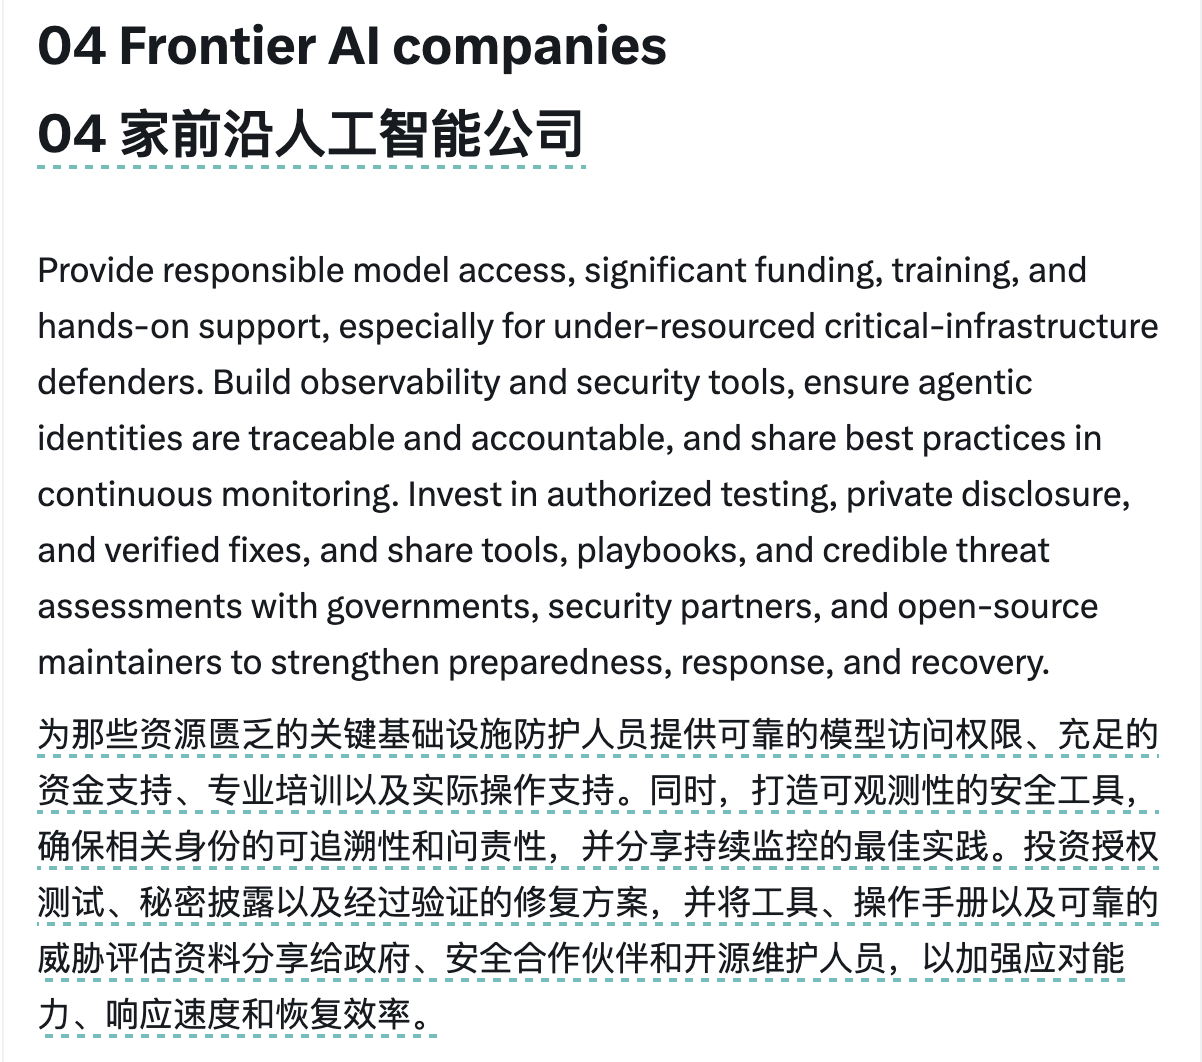 04 Frontier AI companies
04 家前沿人工智能公司
Provide responsible model access, significant funding, training, and
hands-on support, especially for under-resourced critical-infrastructure
defenders. Build observability and security tools, ensure agentic
identities are traceable and accountable, and share best practices in
continuous monitoring. Invest in authorized testing, private disclosure,
and verified fixes, and share tools, playbooks, and credible threat
assessments with governments, security partners, and open-source
maintainers to strengthen preparedness, response, and recovery.
为那些资源匮乏的关键基础设施防护人员提供可靠的模型访问权限、充足的
资金支持、专业培训以及实际操作支持。同时，打造可观测性的安全工具，
确保相关身份的可追溯性和问责性，并分享持续监控的最佳实践。投资授权
测试、秘密披露以及经过验证的修复方案，并将工具、操作手册以及可靠的
威胁评估资料分享给政府、安全合作伙伴和开源维护人员，以加强应对能
力、响应速度和恢复效率。